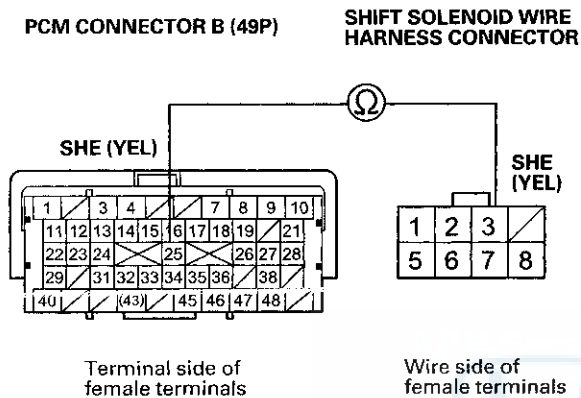 PCM CONNECTOR B (49P)
SHIFT SOLENOID WIRE
HARNESS CONNECTOR
Ω
SHE (YEL)
SHE
(YEL)
1 3 4 7 8 9 10
11 12 13 14 15 16 17 18 19 21
22 23 24 25 26 27 28
29 31 32 33 34 35 36 38
40 (43) 45 46 47 48
1 2 3
5 6 7 8
Terminal side of
female terminals
Wire side of
female terminals